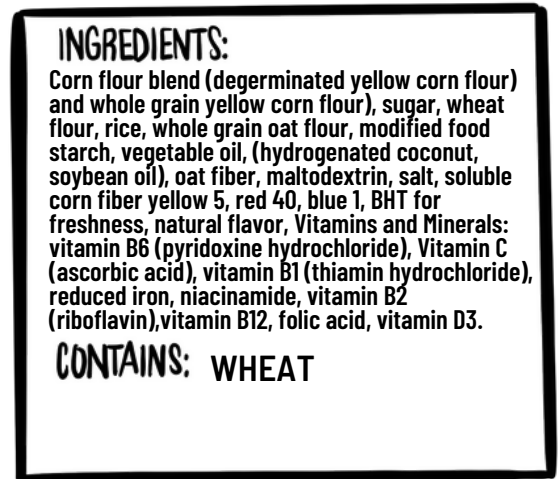 INGREDIENTS:
Corn flour blend (degerminated yellow corn flour)
and whole grain yellow corn flour), sugar, wheat
flour, rice, whole grain oat flour, modified food
starch, vegetable oil, (hydrogenated coconut,
soybean oil), oat fiber, maltodextrin, salt, soluble
corn fiber yellow 5, red 40, blue 1, BHT for
freshness, natural flavor, Vitamins and Minerals:
vitamin B6 (pyridoxine hydrochloride), Vitamin C
(ascorbic acid), vitamin B1 (thiamin hydrochloride),
reduced iron, niacinamide, vitamin B2
(riboflavin),vitamin B12, folic acid, vitamin D3.
CONTAINS: WHEAT